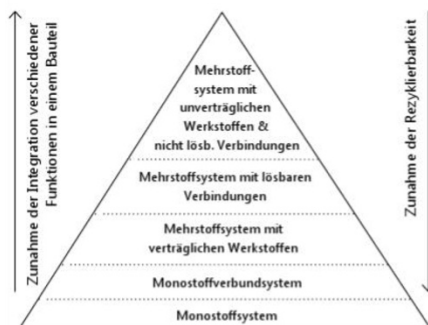 Zunahme der Integration verschiedener
Funktionen in einem Bauteil
Mehrstoff-
system mit
unverträglichen
Werkstoffen &
nicht lösb. Verbindungen
Mehrstoffsystem mit lösbaren
Verbindungen
Mehrstoffsystem mit
verträglichen Werkstoffen
Monostoffverbundsystem
Monostoffsystem
Zunahme der Rezyklierbarkeit